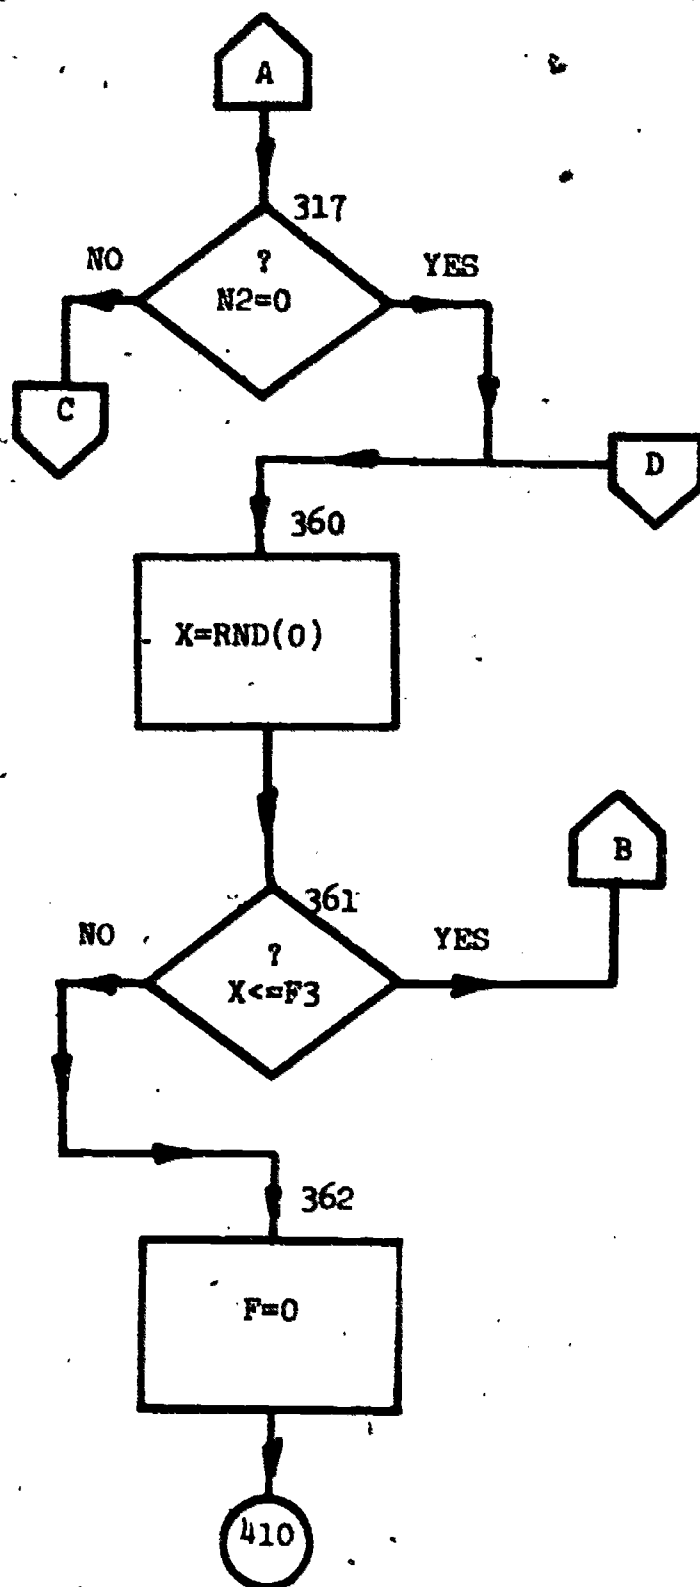 A
317
NO
?
YES
N2=0
C
D
360
X=RND(0)
B
361
NO
?
YES
X<=F3
362
F=0
410